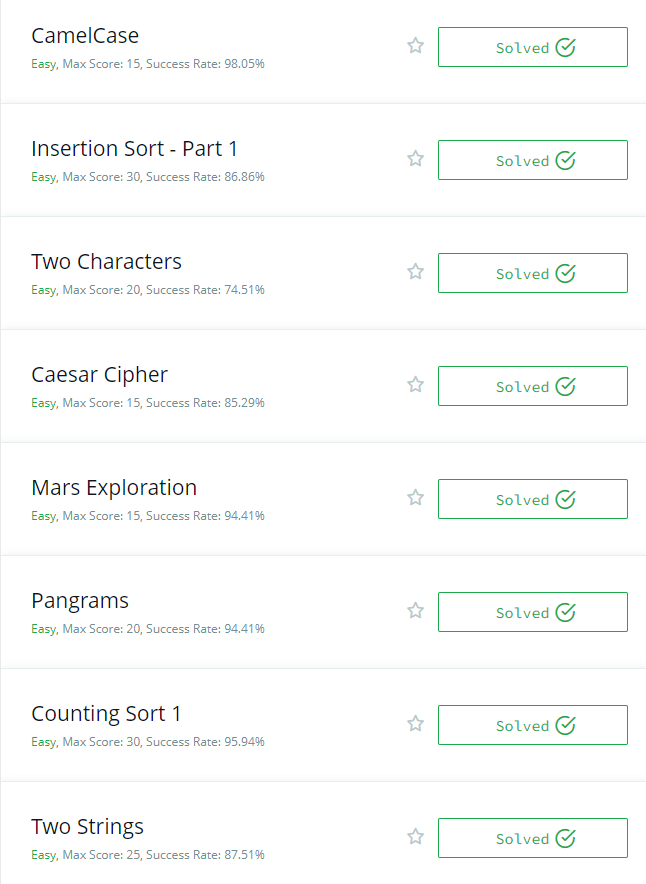 CamelCase
Easy, Max Score: 15, Success Rate: 98.05%
Solved
Insertion Sort - Part 1
Easy, Max Score: 30, Success Rate: 86.86%
Solved
Two Characters
Easy, Max Score: 20, Success Rate: 74.51%
Solved
Caesar Cipher
Easy, Max Score: 15, Success Rate: 85.29%
Solved
Mars Exploration
Easy, Max Score: 15, Success Rate: 94.41%
Solved
Pangrams
Easy, Max Score: 20, Success Rate: 94.41%
Solved
Counting Sort 1
Easy, Max Score: 30, Success Rate: 95.94%
Solved
Two Strings
Easy, Max Score: 25, Success Rate: 87.51%
Solved